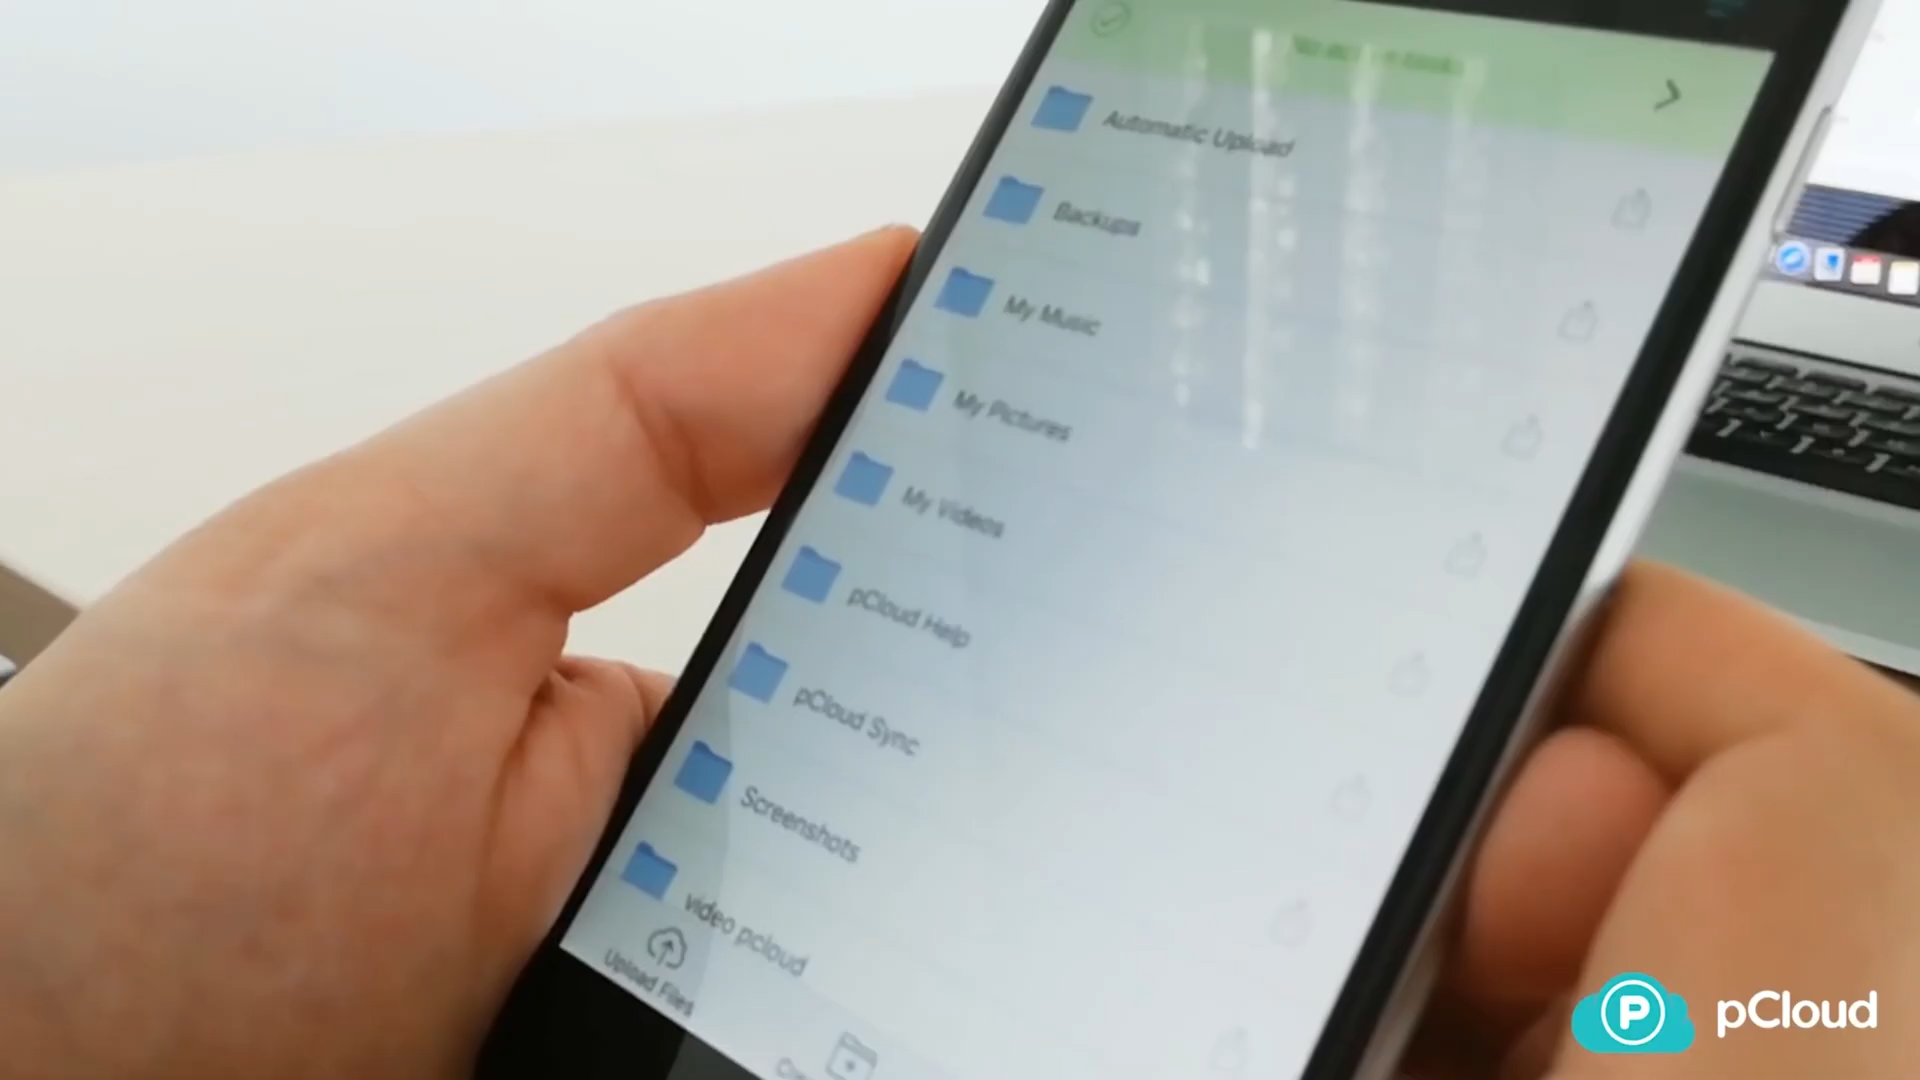 Automatic Upload
Backups
My Music
My Pictures
My Videos
pCloud Help
pCloud Sync
Screenshots
video pcloud
Upload Files
P pCloud